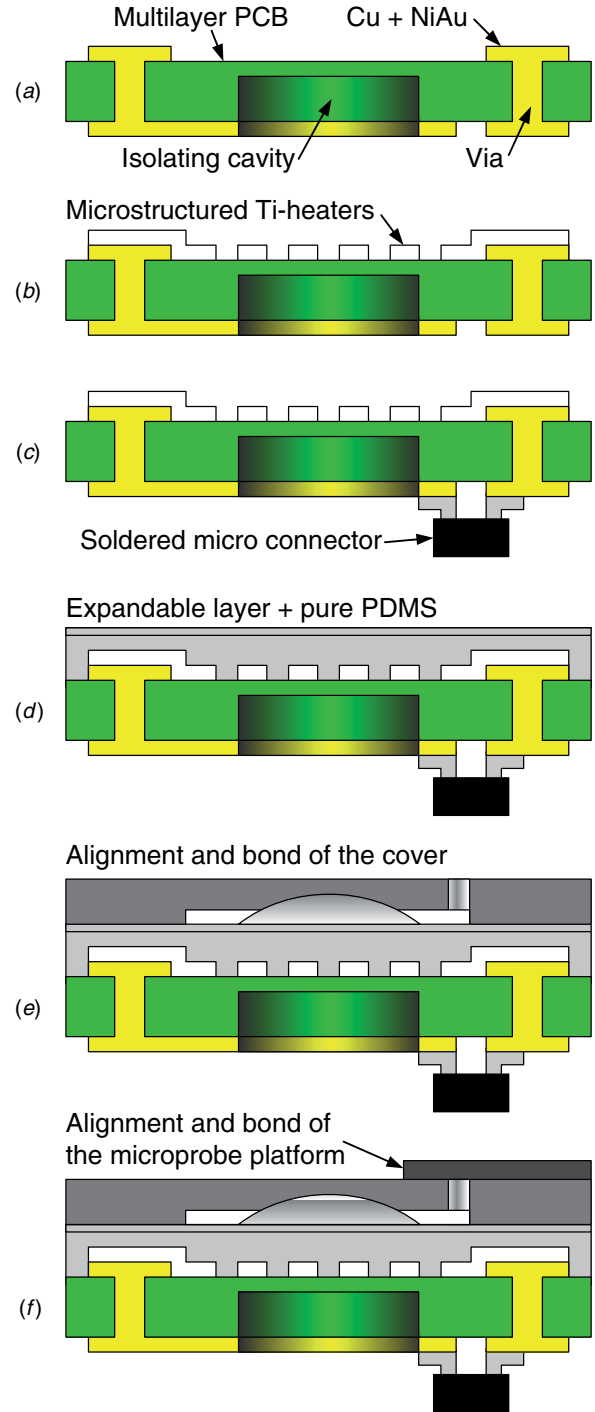 Multilayer PCB
Cu + NiAu
(a)
Isolating cavity
Via
Microstructured Ti-heaters
(b)
(c)
Soldered micro connector
Expandable layer + pure PDMS
(d)
Alignment and bond of the cover
(e)
Alignment and bond of
the microprobe platform
(f)